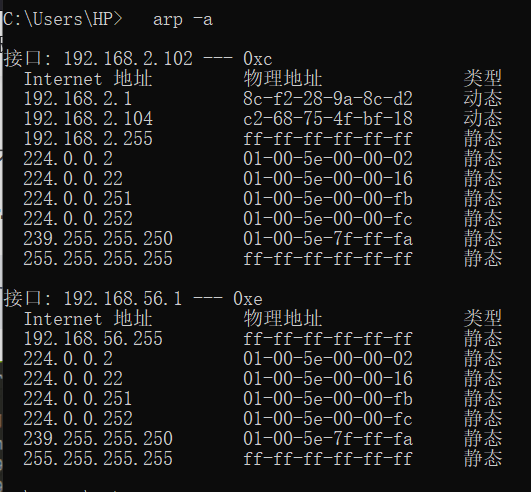 C:\Users\HP>   arp -a
接口: 192.168.2.102 --- 0xc
Internet 地址         物理地址              类型
192.168.2.1           8c-f2-28-9a-8c-d2     动态
192.168.2.104         c2-68-75-4f-bf-18     动态
192.168.2.255         ff-ff-ff-ff-ff-ff     静态
224.0.0.2             01-00-5e-00-00-02     静态
224.0.0.22            01-00-5e-00-00-16     静态
224.0.0.251           01-00-5e-00-00-fb     静态
224.0.0.252           01-00-5e-00-00-fc     静态
239.255.255.250       01-00-5e-7f-ff-fa     静态
255.255.255.255       ff-ff-ff-ff-ff-ff     静态
接口: 192.168.56.1 --- 0xe
Internet 地址         物理地址              类型
192.168.56.255        ff-ff-ff-ff-ff-ff     静态
224.0.0.2             01-00-5e-00-00-02     静态
224.0.0.22            01-00-5e-00-00-16     静态
224.0.0.251           01-00-5e-00-00-fb     静态
224.0.0.252           01-00-5e-00-00-fc     静态
239.255.255.250       01-00-5e-7f-ff-fa     静态
255.255.255.255       ff-ff-ff-ff-ff-ff     静态